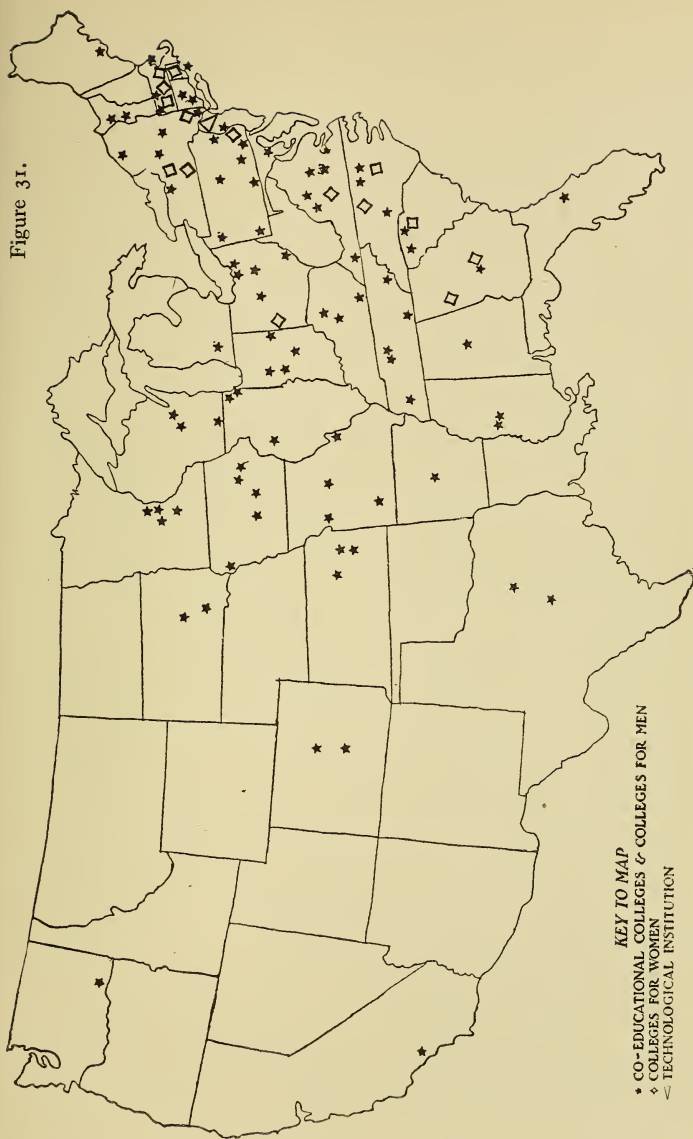 Figure 31.
KEY TO MAP
★ CO-EDUCATIONAL COLLEGES & COLLEGES FOR MEN
◇ COLLEGES FOR WOMEN
◁ TECHNOLOGICAL INSTITUTION